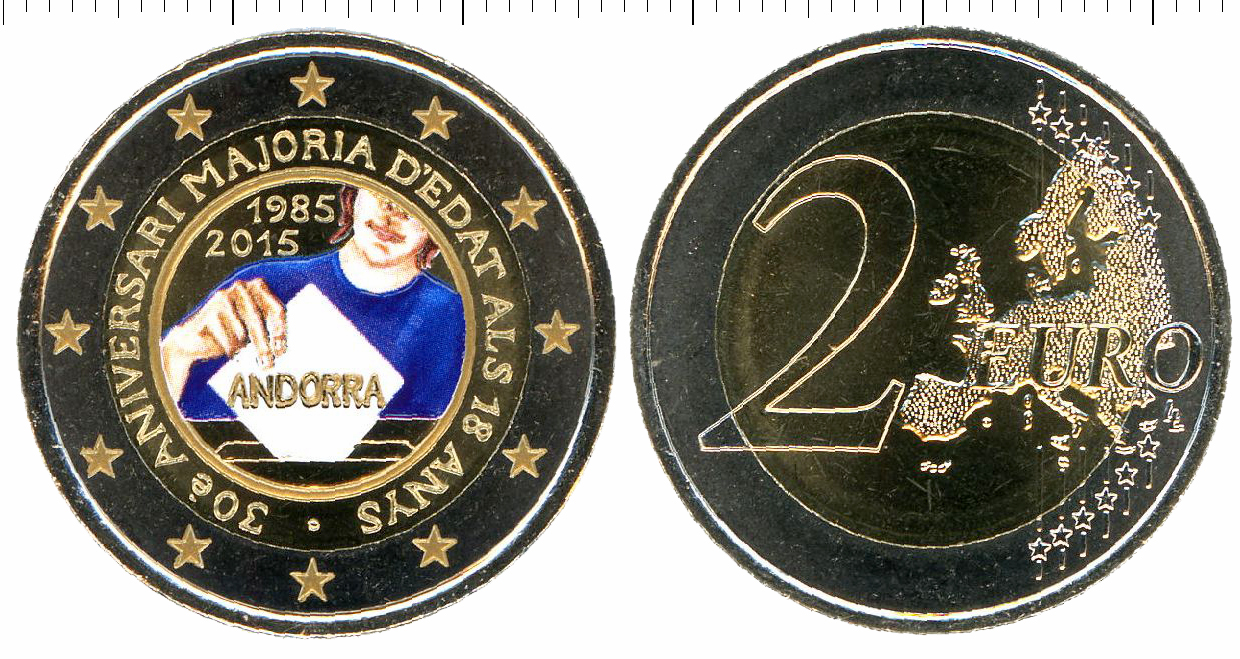 30è ANIVERSARI MAJORIA D'EDAT ALS 18 ANYS
1985
2015
ANDORRA
2 EURO